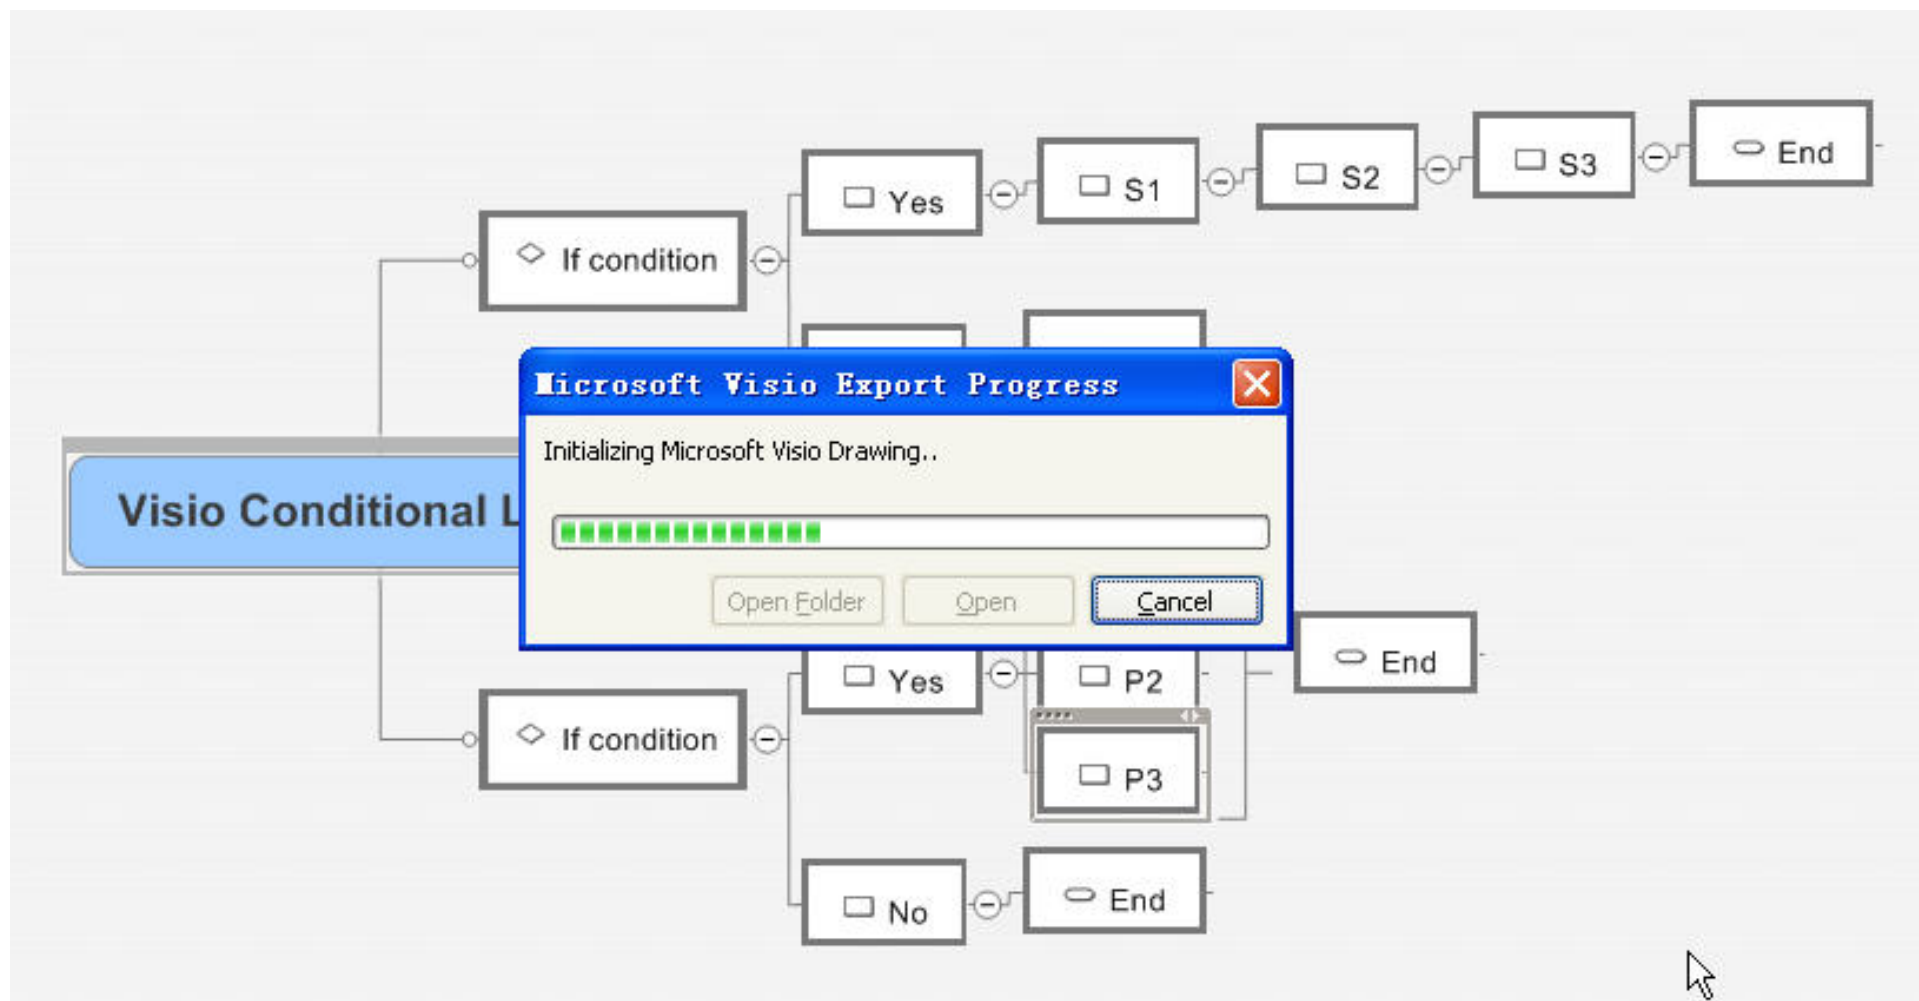 End
S3
S2
S1
Yes
If condition
Microsoft Visio Export Progress
Initializing Microsoft Visio Drawing..
Visio Conditional
Open Folder
Open
Cancel
End
Yes
P2
If condition
P3
End
No